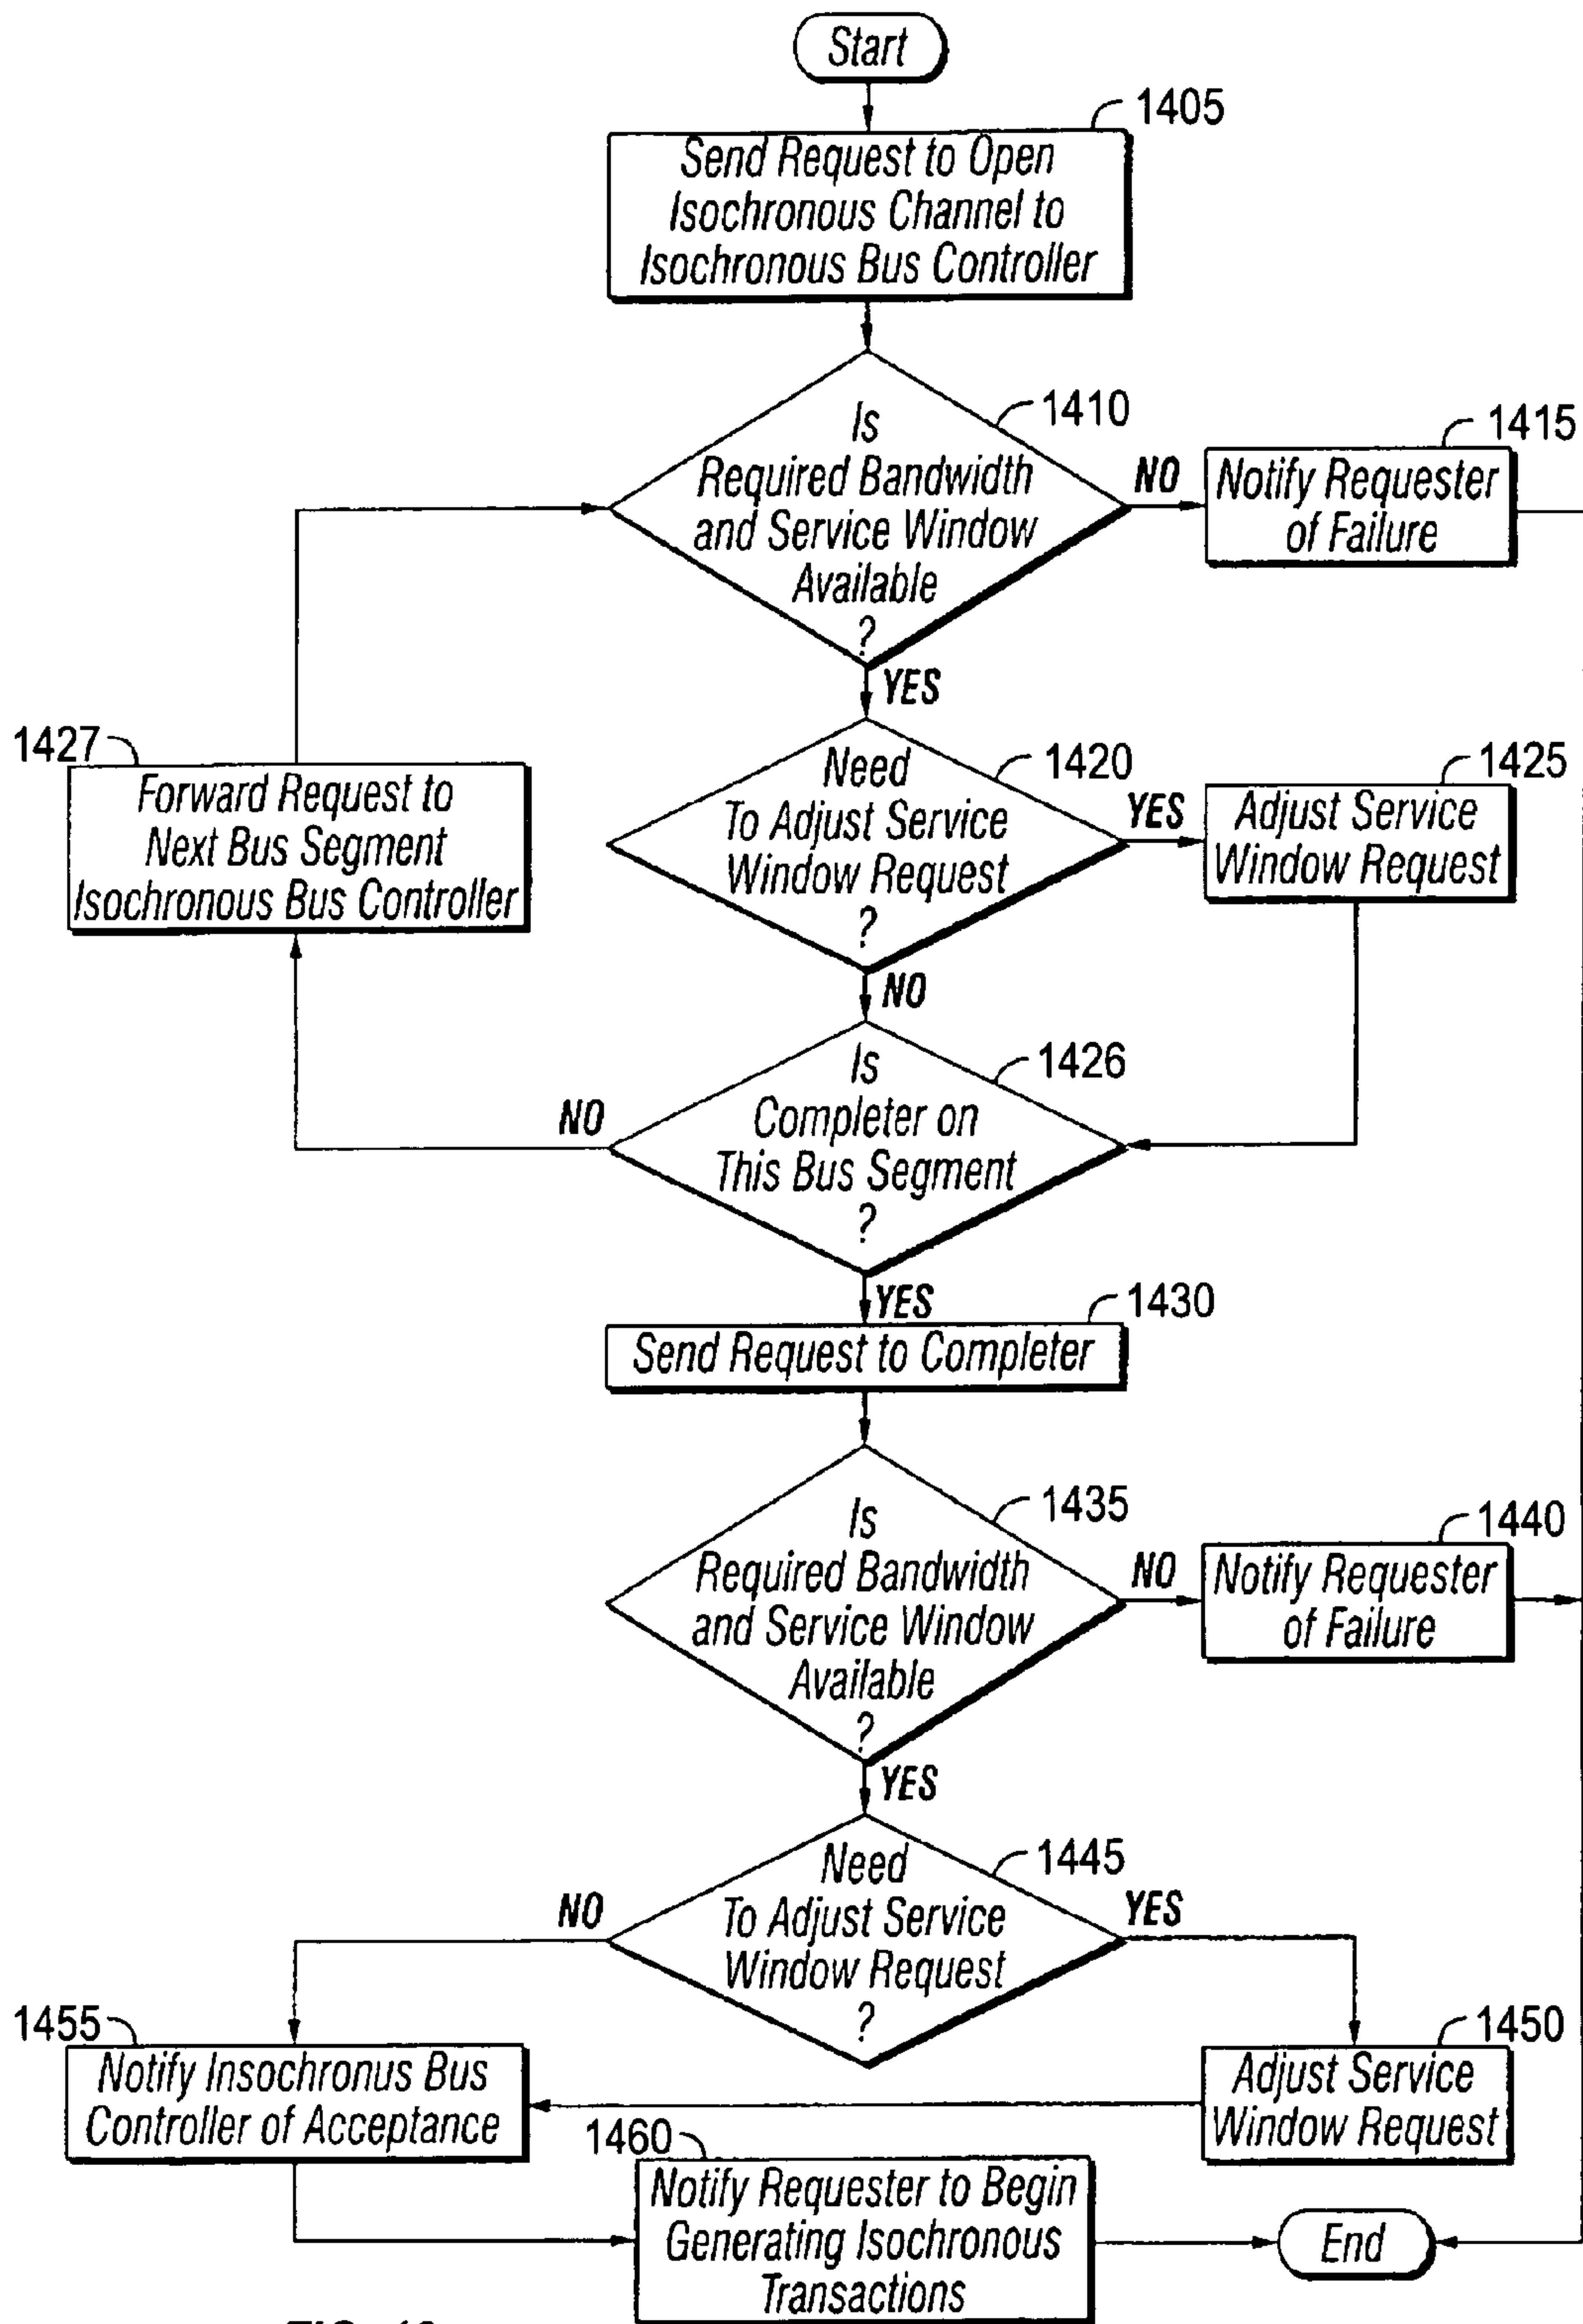 Start
1405
Send Request to Open
Isochronous Channel to
Isochronous Bus Controller
1410
Is
Required Bandwidth
and Service Window
Available
?
NO
1415
Notify Requester
of Failure
YES
1427
Forward Request to
Next Bus Segment
Isochronous Bus Controller
1420
Need
To Adjust Service
Window Request
?
YES
1425
Adjust Service
Window Request
NO
1426
Is
Completer on
This Bus Segment
?
NO
YES
1430
Send Request to Completer
1435
Is
Required Bandwidth
and Service Window
Available
?
NO
1440
Notify Requester
of Failure
YES
1445
Need
To Adjust Service
Window Request
?
NO
YES
1455
Notify Insochronus Bus
Controller of Acceptance
1450
Adjust Service
Window Request
1460
Notify Requester to Begin
Generating Isochronous
Transactions
End